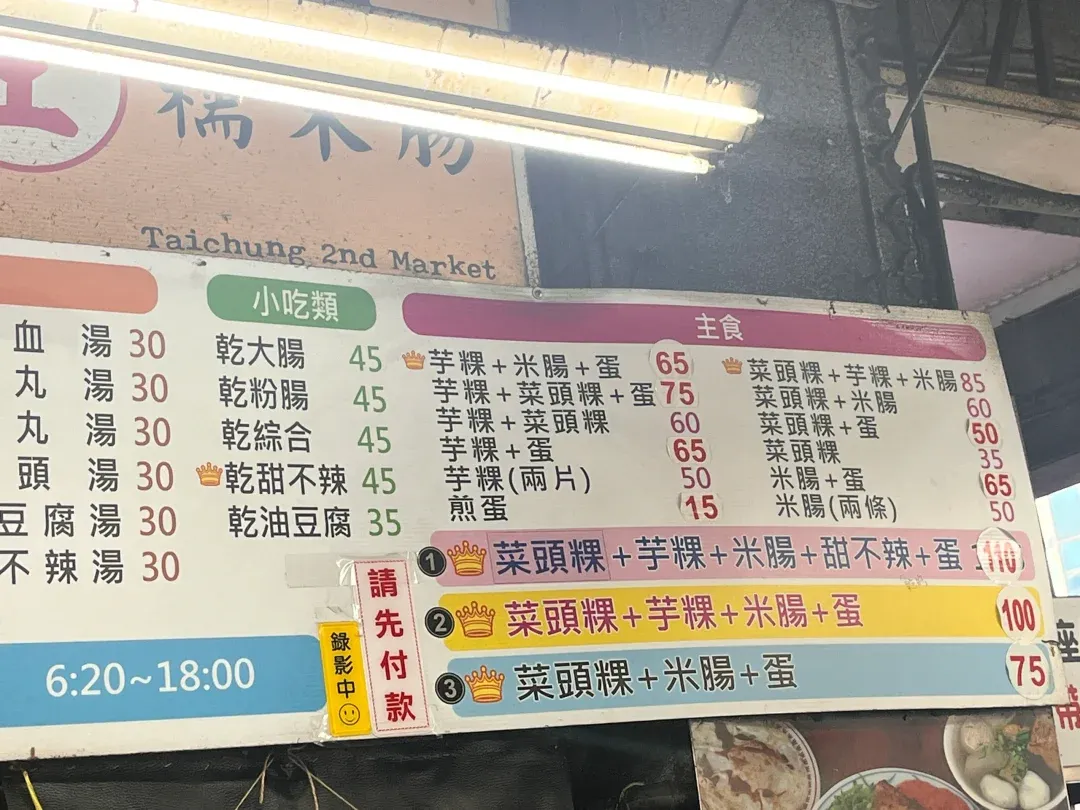 糯米腸
Taichung 2nd Market
小吃類
主食
血 湯 30
丸 湯 30
丸 湯 30
頭 湯 30
豆腐湯 30
不辣湯 30
乾大腸 45
乾粉腸 45
乾綜合 45
乾甜不辣 45
乾油豆腐 35
芋粿+米腸+蛋 65
芋粿+菜頭粿+蛋 75
芋粿+菜頭粿 60
芋粿+蛋 65
芋粿(兩片) 50
煎蛋 15
菜頭粿+芋粿+米腸 85
菜頭粿+米腸 60
菜頭粿+蛋 50
菜頭粿 35
米腸+蛋 65
米腸(兩條) 50
1 菜頭粿+芋粿+米腸+甜不辣+蛋 110
2 菜頭粿+芋粿+米腸+蛋 100
3 菜頭粿+米腸+蛋 75
6:20~18:00
錄影中
請先付款
座